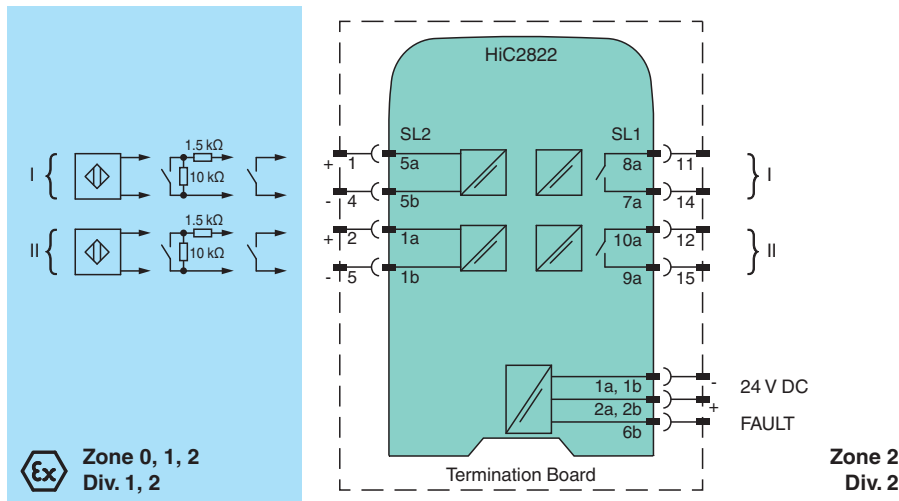 HiC2822
SL2 SL1
1.5 kΩ
10 kΩ
I
+ 1 5a 8a 11 I
- 4 5b 7a 14
1.5 kΩ
10 kΩ
II
+ 2 1a 10a 12 II
- 5 1b 9a 15
1a, 1b - 24 V DC
2a, 2b +
6b FAULT
Termination Board
Ex
Zone 0, 1, 2
Div. 1, 2
Zone 2
Div. 2